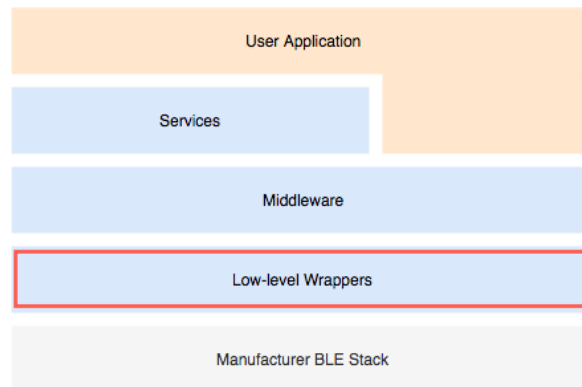 User Application
Services
Middleware
Low-level Wrappers
Manufacturer BLE Stack